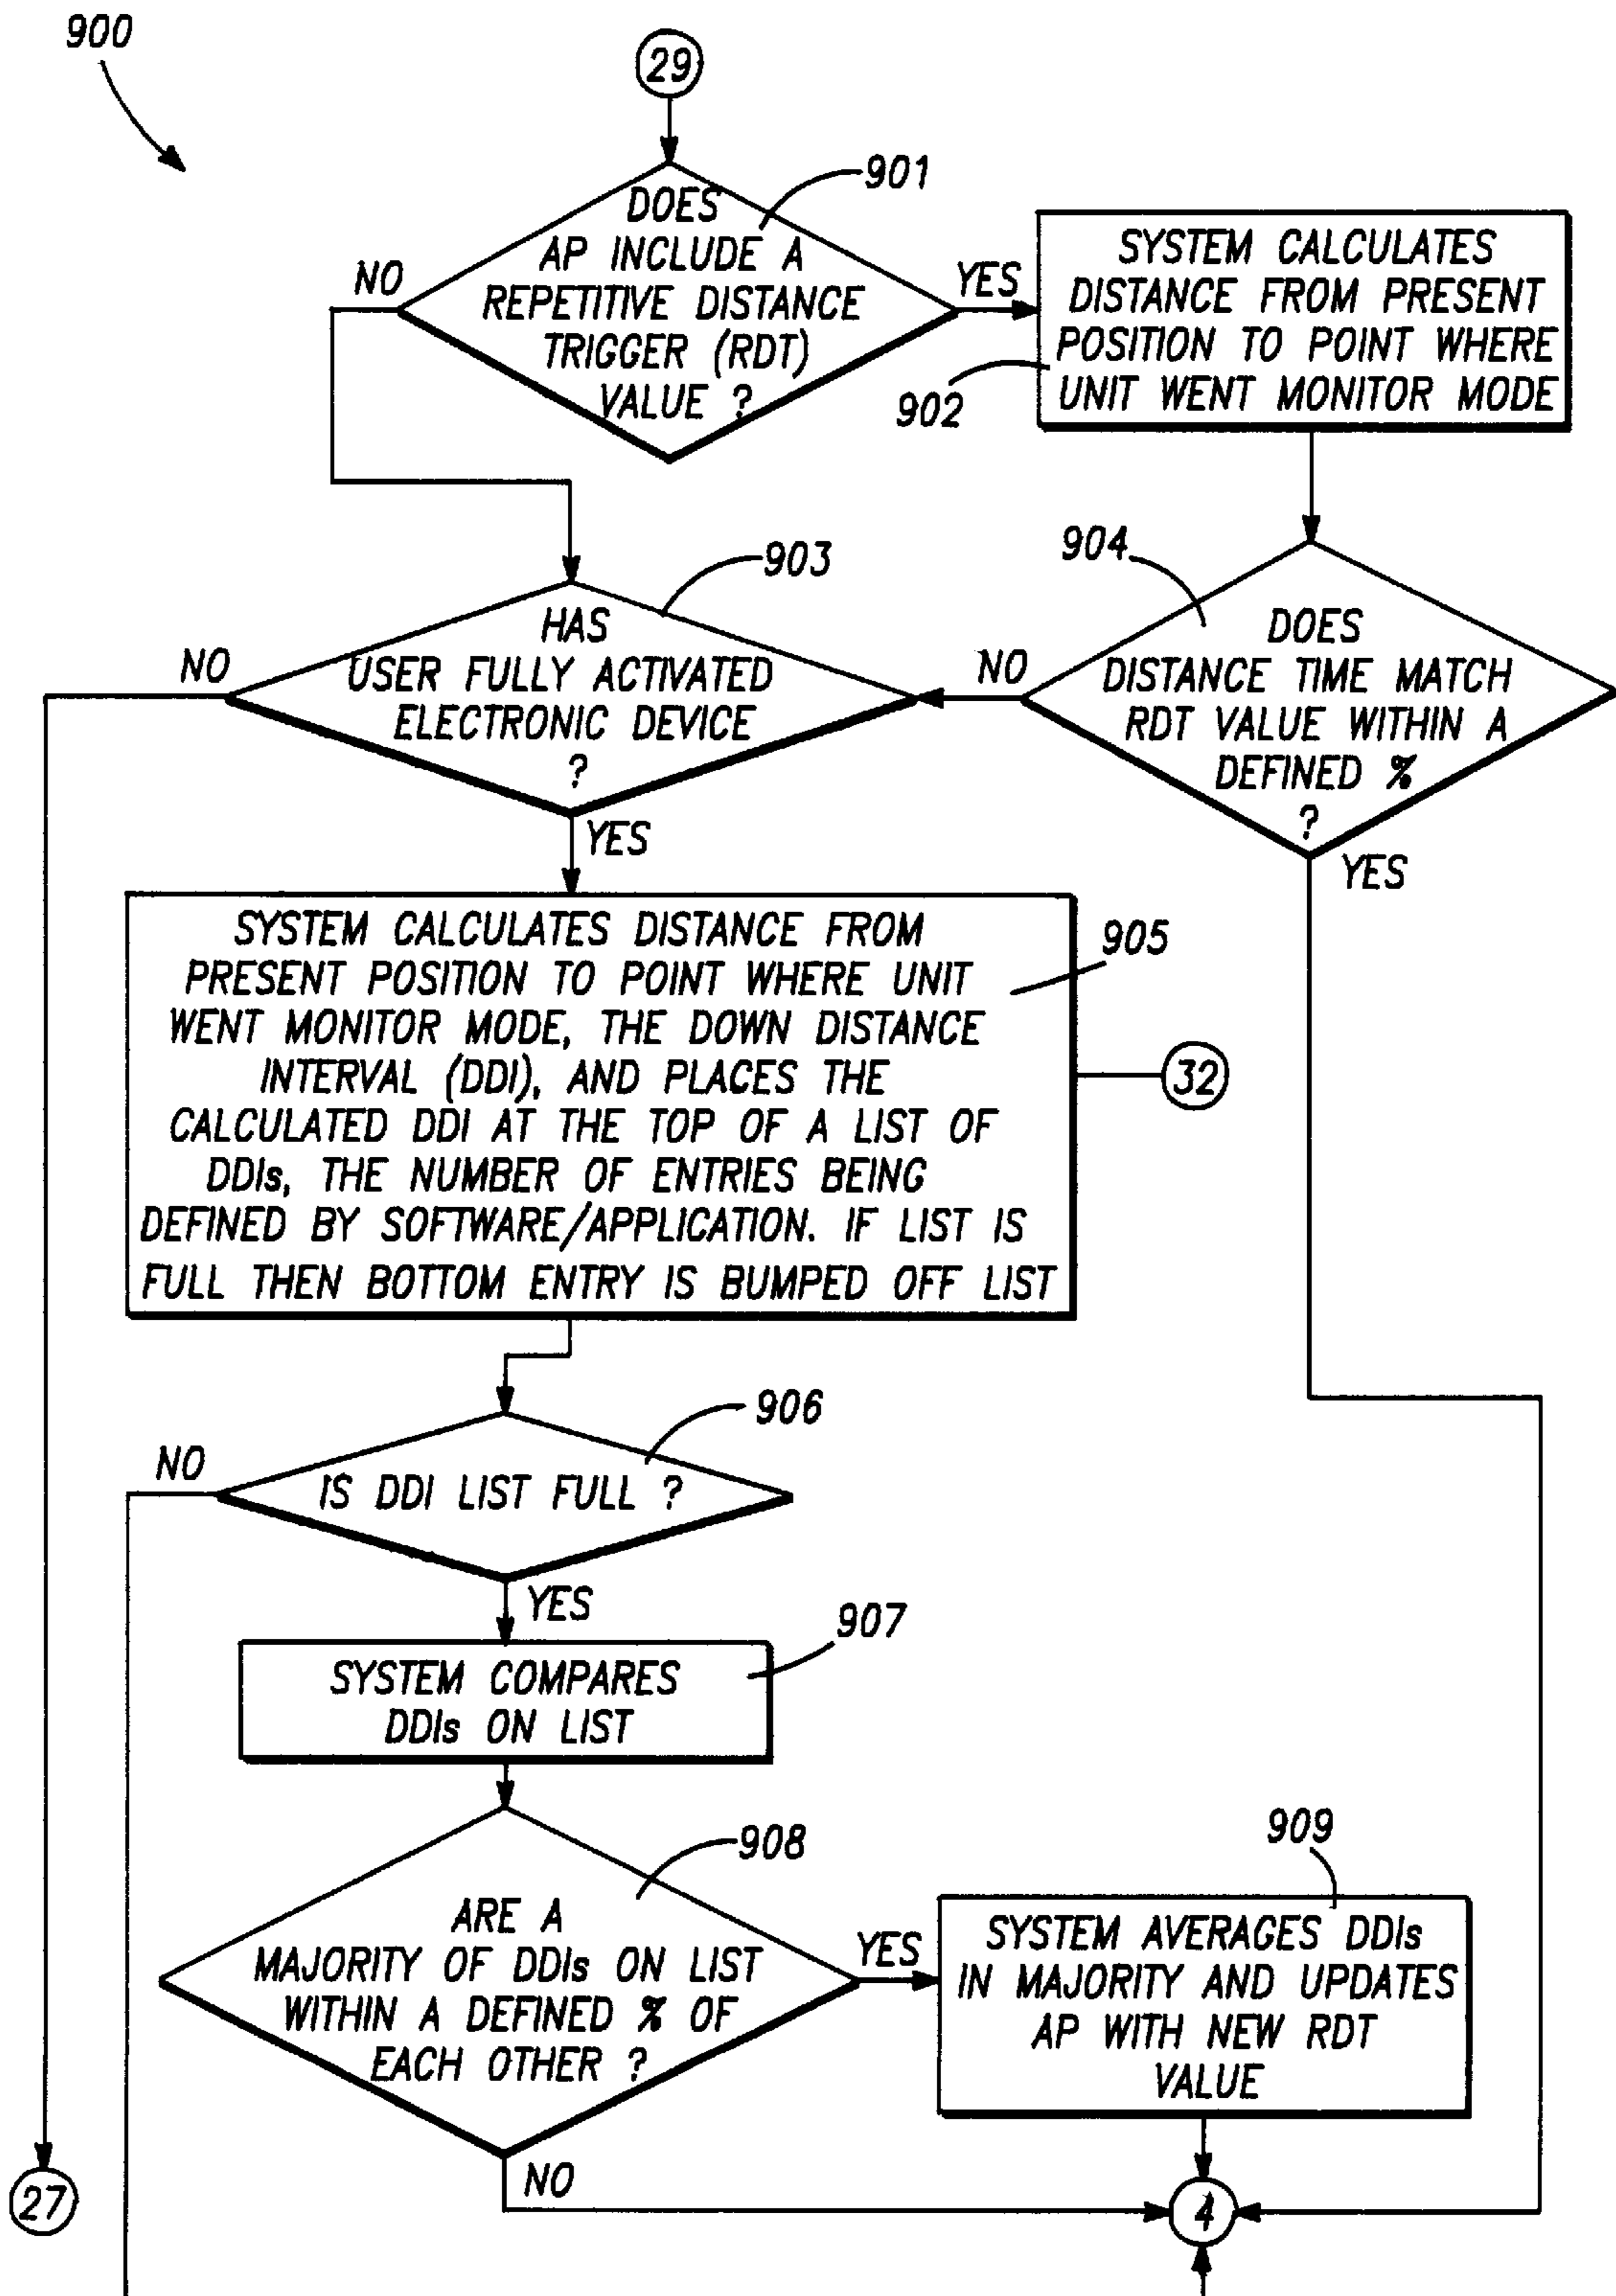 900
29
901
DOES
AP INCLUDE A
REPETITIVE DISTANCE
TRIGGER (RDT)
VALUE ?
NO
YES
SYSTEM CALCULATES
DISTANCE FROM PRESENT
POSITION TO POINT WHERE
UNIT WENT MONITOR MODE
902
903
HAS
USER FULLY ACTIVATED
ELECTRONIC DEVICE
?
NO
YES
904
DOES
DISTANCE TIME MATCH
RDT VALUE WITHIN A
DEFINED %
?
NO
YES
SYSTEM CALCULATES DISTANCE FROM
PRESENT POSITION TO POINT WHERE UNIT
WENT MONITOR MODE, THE DOWN DISTANCE
INTERVAL (DDI), AND PLACES THE
CALCULATED DDI AT THE TOP OF A LIST OF
DDIs, THE NUMBER OF ENTRIES BEING
DEFINED BY SOFTWARE/APPLICATION. IF LIST IS
FULL THEN BOTTOM ENTRY IS BUMPED OFF LIST
905
32
906
NO
IS DDI LIST FULL ?
YES
907
SYSTEM COMPARES
DDIs ON LIST
908
ARE A
MAJORITY OF DDIs ON LIST
WITHIN A DEFINED % OF
EACH OTHER ?
YES
NO
909
SYSTEM AVERAGES DDIs
IN MAJORITY AND UPDATES
AP WITH NEW RDT
VALUE
27
4